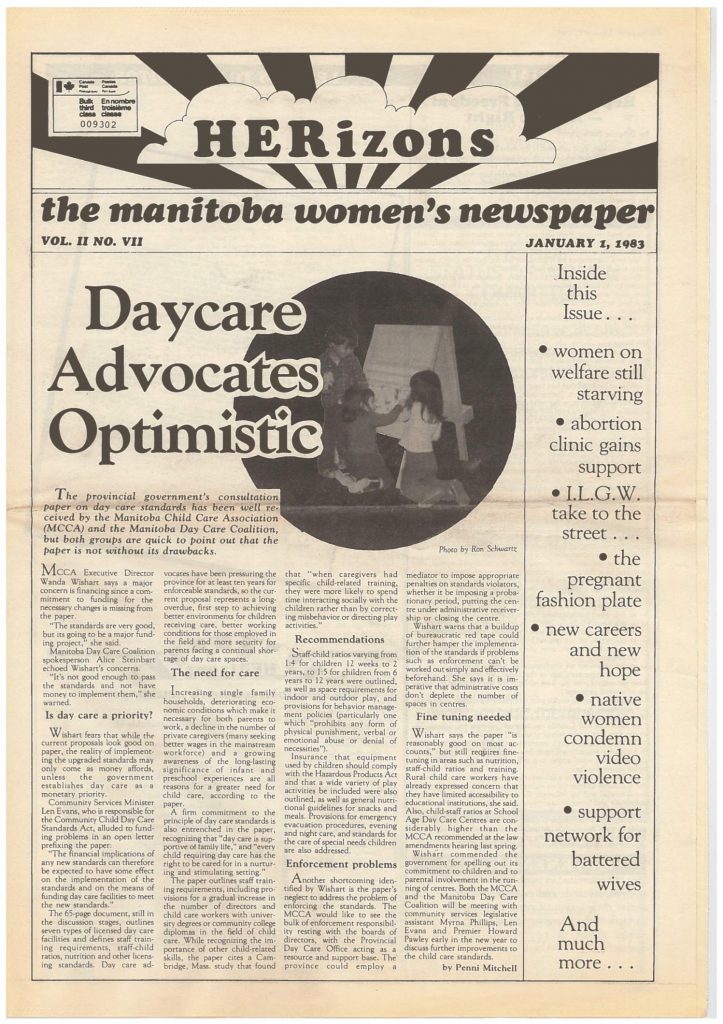 Canada Post
Postes Canada
Bulk third class
En nombre troisième classe
009302
HERizons
the manitoba women's newspaper
VOL. II NO. VII
JANUARY 1, 1983
Daycare
Advocates
Optimistic
Photo by Ron Schwartz
The provincial government's consultation
paper on day care standards has been well re-
ceived by the Manitoba Child Care Association
(MCCA) and the Manitoba Day Care Coalition,
but both groups are quick to point out that the
paper is not without its drawbacks.
MCCA Executive Director
Wanda Wishart says a major
concern is financing since a com-
mitment to funding for the
necessary changes is missing from
the paper.
"The standards are very good,
but its going to be a major fund-
ing project," she said.
Manitoba Day Care Coalition
spokesperson Alice Steinbart
echoed Wishart's concerns.
"It's not good enough to pass
the standards and not have
money to implement them," she
warned.
Is day care a priority?
Wishart fears that while the
current proposals look good on
paper, the reality of implement-
ing the upgraded standards may
only come as money affords,
unless the government
establishes day care as a
monetary priority.
Community Services Minister
Len Evans, who is responsible for
the Community Child Day Care
Standards Act, alluded to fund-
ing problems in an open letter
prefixing the paper:
"The financial implications of
any new standards can therefore
be expected to have some effect
on the implementation of the
standards and on the means of
funding day care facilities to meet
the new standards."
The 65-page document, still in
the discussion stages, outlines
seven types of licensed day care
facilities and defines staff train-
ing requirements, staff-child
ratios, nutrition and other licens-
ing standards. Day care ad-
vocates have been pressuring the
province for at least ten years for
enforceable standards, so the cur-
rent proposal represents a long-
overdue, first step to achieving
better environments for children
receiving care, better working
conditions for those employed in
the field and more security for
parents facing a continual shor-
tage of day care spaces.
The need for care
Increasing single family
households, deteriorating eco-
nomic conditions which make it
necessary for both parents to
work, a decline in the number of
private caregivers (many seeking
better wages in the mainstream
workforce) and a growing
awareness of the long-lasting
significance of infant and
preschool experiences are all
reasons for a greater need for
child care, according to the
paper.
A firm commitment to the
principle of day care standards is
also entrenched in the paper,
recognizing that "day care is sup-
portive of family life," and "every
child requiring day care has the
right to be cared for in a nurtur-
ing and stimulating setting."
The paper outlines staff train-
ing requirements, including pro-
visions for a gradual increase in
the number of directors and
child care workers with univer-
sity degrees or community college
diplomas in the field of child
care. While recognizing the im-
portance of other child-related
skills, the paper cites a Cam-
bridge, Mass. study that found
that "when caregivers had
specific child-related training,
they were more likely to spend
time interacting socially with the
children rather than by correct-
ing misbehavior or directing play
activities."
Recommendations
Staff-child ratios varying from
1:4 for children 12 weeks to 2
years, to 1:5 for children from 6
years to 12 years were outlined,
as well as space requirements for
indoor and outdoor play, and
provisions for behavior manage-
ment policies (particularly one
which "prohibits any form of
physical punishment, verbal or
emotional abuse or denial of
necessities").
Insurance that equipment
used by children should comply
with the Hazardous Products Act
and that a wide variety of play
activities be included were also
outlined, as well as general nutri-
tional guidelines for snacks and
meals. Provisions for emergency
evacuation procedures, evening
and night care, and standards for
the care of special needs children
are also addressed.
Enforcement problems
Another shortcoming iden-
tified by Wishart is the paper's
neglect to address the problem of
enforcing the standards. The
MCCA would like to see the
bulk of enforcement responsibil-
ity resting with the boards of
directors, with the Provincial
Day Care Office acting as a
resource and support base. The
province could employ a
mediator to impose appropriate
penalties on standards violators,
whether it be imposing a proba-
tionary period, putting the cen-
tre under administrative receiver-
ship or closing the centre.
Wishart warns that a buildup
of bureaucratic red tape could
further hamper the implementa-
tion of the standards if problems
such as enforcement can't be
worked out simply and effectively
beforehand. She says it is im-
perative that administrative costs
don't deplete the number of
spaces in centres.
Fine tuning needed
Wishart says the paper "is
reasonably good on most ac-
counts," but still requires fine-
tuning in areas such as nutrition,
staff-child ratios and training.
Rural child care workers have
already expressed concern that
they have limited accesability to
educational institutions, she said.
Also, child-staff ratios at School
Age Day Care Centres are con-
siderably higher than the
MCCA recommended at the law
amendments hearing last spring.
Wishart commended the
government for spelling out its
commitment to children and to
parental involvement in the run-
ning of centres. Both the MCCA
and the Manitoba Day Care
Coalition will be meeting with
community services legislative
assistant Myrna Phillips, Len
Evans and Premier Howard
Pawley early in the new year to
discuss further improvements to
the child care standards.
by Penni Mitchell
Inside
this
Issue . . .
• women on
welfare still
starving
• abortion
clinic gains
support
• I.L.G.W.
take to the
street . . .
• the
pregnant
fashion plate
• new careers
and new
hope
• native
women
condemn
video
violence
• support
network for
battered
wives
And
much
more . . .